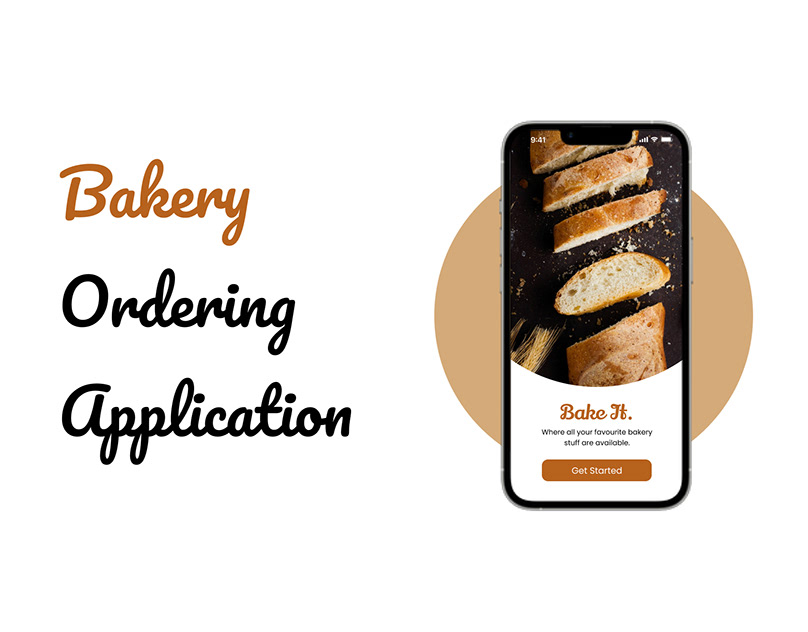 Bakery
Ordering
Application
9:41
Bake It.
Where all your favourite bakery
stuff are available.
Get Started